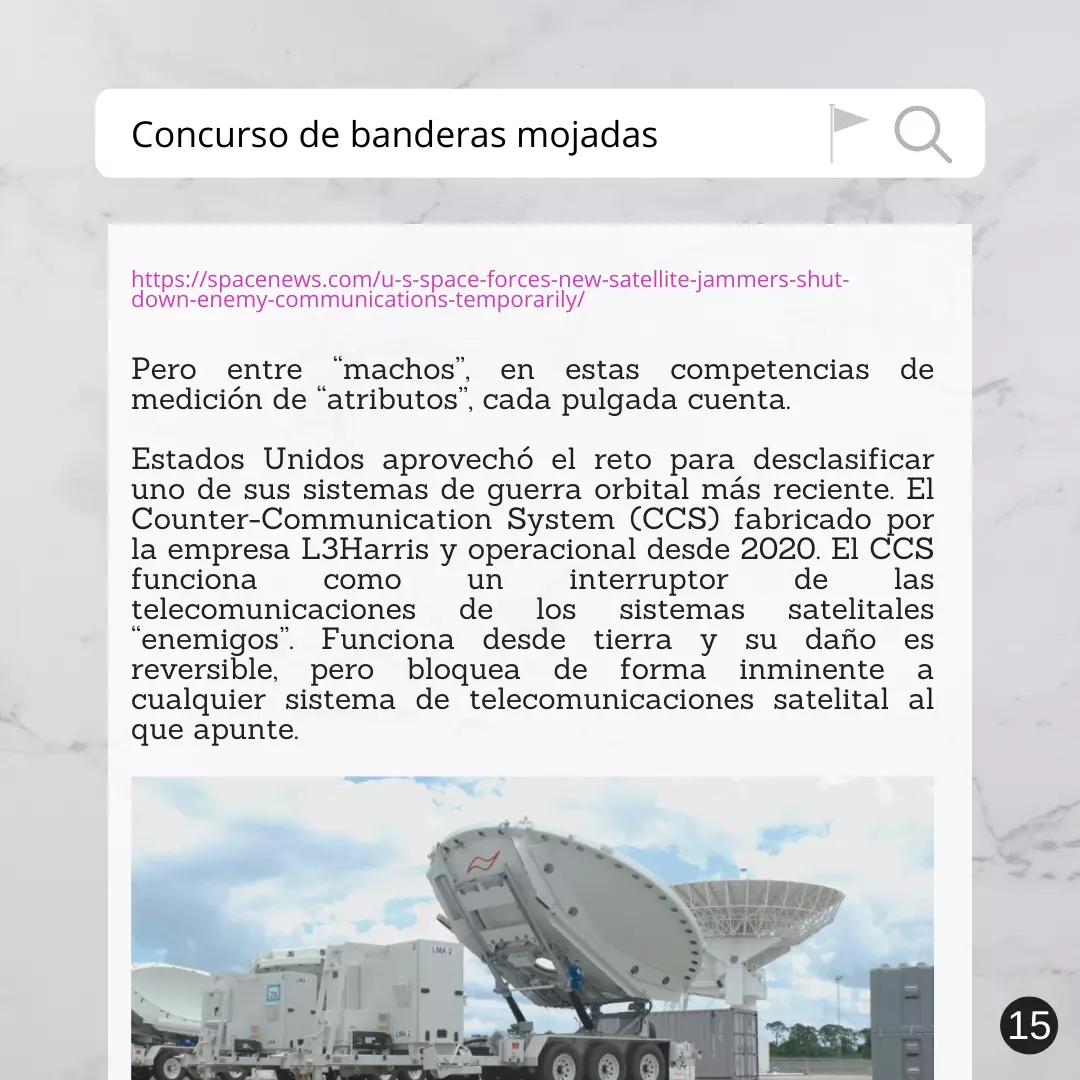 Concurso de banderas mojadas
https://spacenews.com/u-s-space-forces-new-satellite-jammers-shut-
down-enemy-communications-temporarily/
Pero entre “machos”, en estas competencias de
medición de “atributos”, cada pulgada cuenta.
Estados Unidos aprovechó el reto para desclasificar
uno de sus sistemas de guerra orbital más reciente. El
Counter-Communication System (CCS) fabricado por
la empresa L3Harris y operacional desde 2020. El CCS
funciona como un interruptor de las
telecomunicaciones de los sistemas satelitales
“enemigos”. Funciona desde tierra y su daño es
reversible, pero bloquea de forma inminente a
cualquier sistema de telecomunicaciones satelital al
que apunte.
LMA 2
LMA 2
15